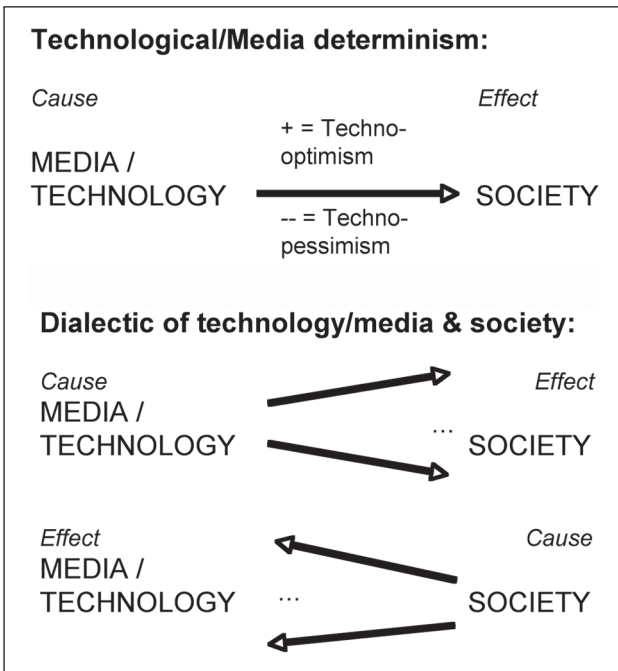 Technological/Media determinism:
Cause
Effect
+ = Techno-
optimism
MEDIA /
TECHNOLOGY
SOCIETY
-- = Techno-
pessimism
Dialectic of technology/media & society:
Cause
Effect
MEDIA /
TECHNOLOGY
...
SOCIETY
Effect
Cause
MEDIA /
TECHNOLOGY
...
SOCIETY